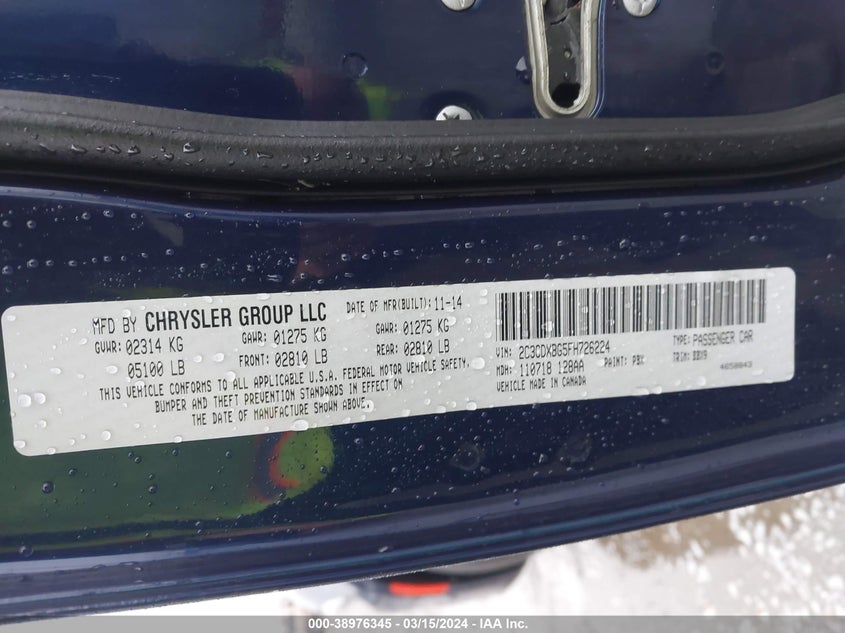 MFD BY CHRYSLER GROUP LLC DATE OF MFR(BUILT): 11-14
GVWR: 02314 KG GAWR: 01275 KG GAWR: 01275 KG
05100 LB FRONT: 02810 LB REAR: 02810 LB
THIS VEHICLE CONFORMS TO ALL APPLICABLE U.S.A. FEDERAL MOTOR VEHICLE SAFETY,
BUMPER AND THEFT PREVENTION STANDARDS IN EFFECT ON
THE DATE OF MANUFACTURE SHOWN ABOVE.
VIN: 2C3CDXBG5FH726224 TYPE: PASSENGER CAR
MDH: 110718 128AA PAINT: PBX TRIM:
VEHICLE MADE IN CANADA 4658043
000-38976345 - 03/15/2024 - IAA Inc.